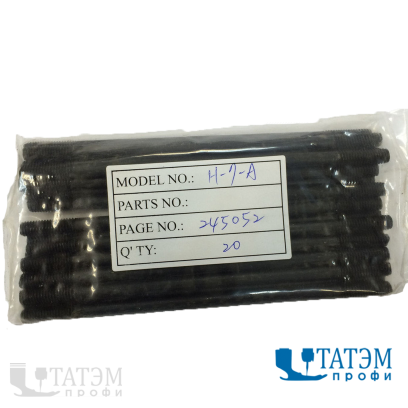 MODEL NO.: H-7-A
PARTS NO.:
PAGE NO.: 245052
Q'TY: 20
ТАТЭМ
профи
ТАТЭМ
профи